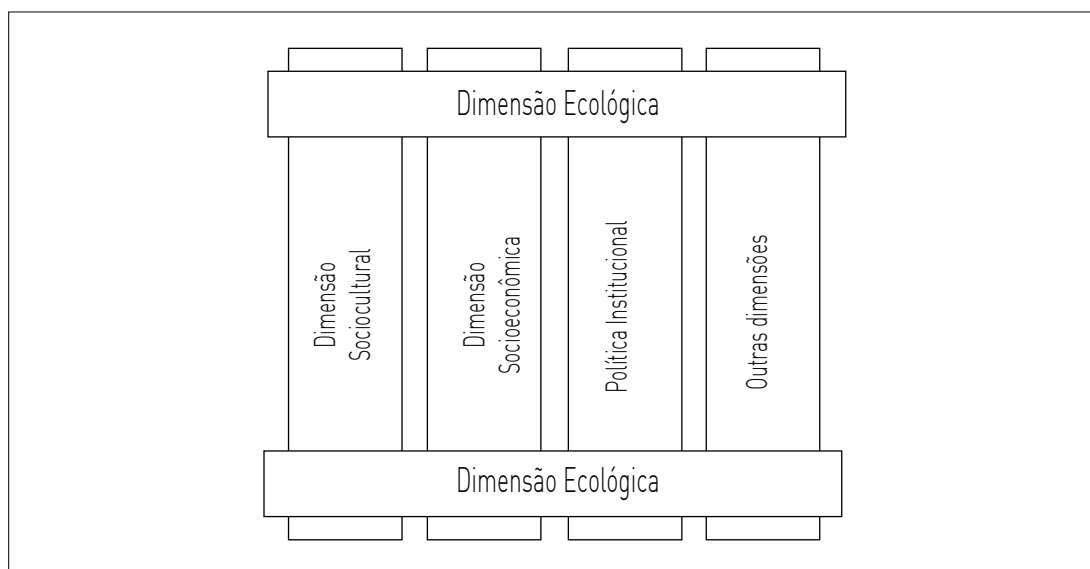 Dimensão Ecológica
Dimensão
Sociocultural
Dimensão
Socioeconômica
Política Institucional
Outras dimensões
Dimensão Ecológica